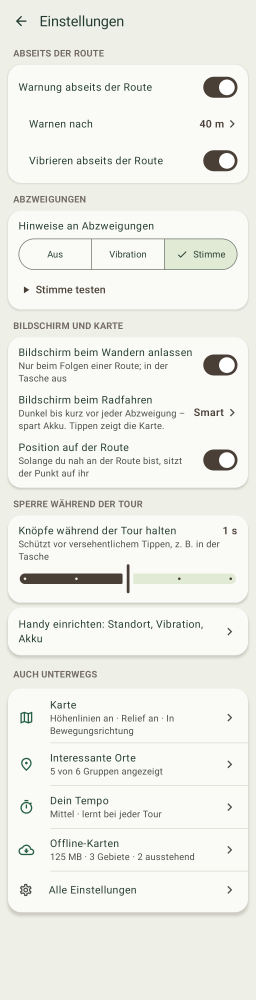 Einstellungen
ABSEITS DER ROUTE
Warnung abseits der Route
Warnen nach
40 m
Vibrieren abseits der Route
ABZWEIGUNGEN
Hinweise an Abzweigungen
Aus
Vibration
Stimme
Stimme testen
BILDSCHIRM UND KARTE
Bildschirm beim Wandern anlassen
Nur beim Folgen einer Route; in der
Tasche aus
Bildschirm beim Radfahren
Dunkel bis kurz vor jeder Abzweigung –
spart Akku. Tippen zeigt die Karte.
Smart
Position auf der Route
Solange du nah an der Route bist, sitzt
der Punkt auf ihr
SPERRE WÄHREND DER TOUR
Knöpfe während der Tour halten
1 s
Schützt vor versehentlichem Tippen, z. B. in der
Tasche
Handy einrichten: Standort, Vibration,
Akku
AUCH UNTERWEGS
Karte
Höhenlinien an · Relief an · In
Bewegungsrichtung
Interessante Orte
5 von 6 Gruppen angezeigt
Dein Tempo
Mittel · lernt bei jeder Tour
Offline-Karten
125 MB · 3 Gebiete · 2 ausstehend
Alle Einstellungen